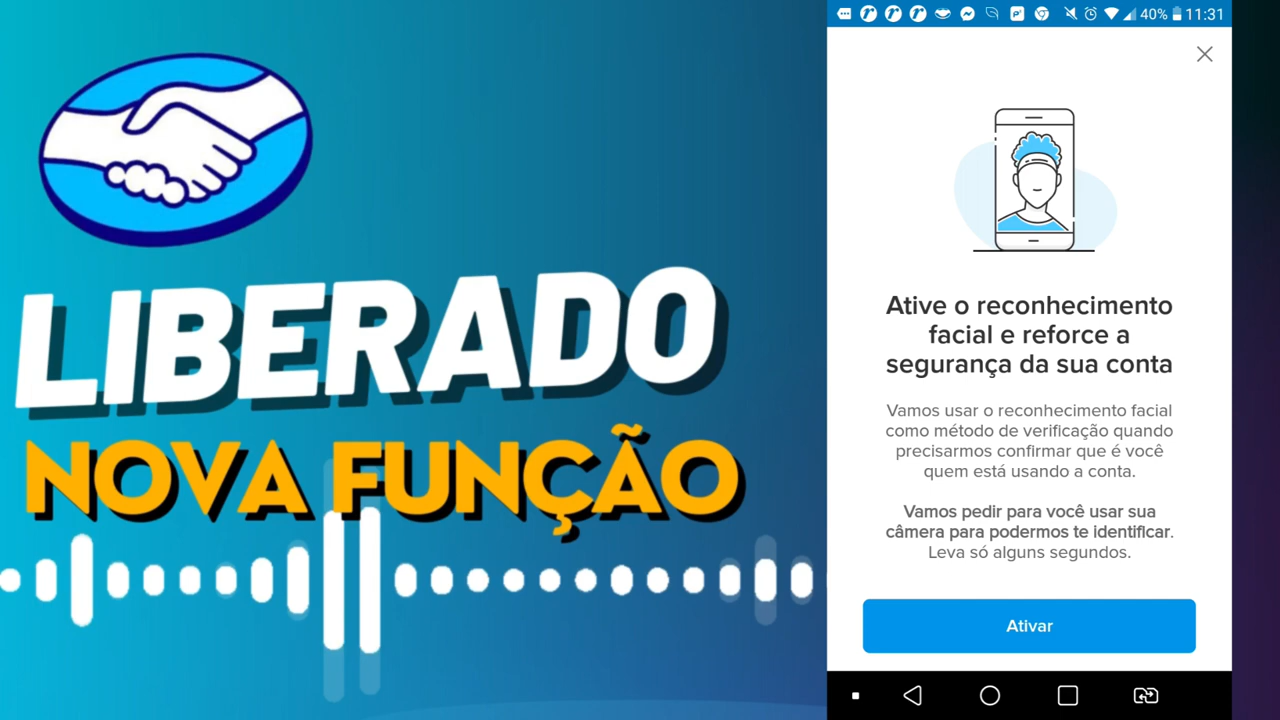 LIBERADO
NOVA FUNÇÃO
40% 11:31
Ative o reconhecimento
facial e reforce a
segurança da sua conta
Vamos usar o reconhecimento facial
como método de verificação quando
precisarmos confirmar que é você
quem está usando a conta.
Vamos pedir para você usar sua
câmera para podermos te identificar.
Leva só alguns segundos.
Ativar